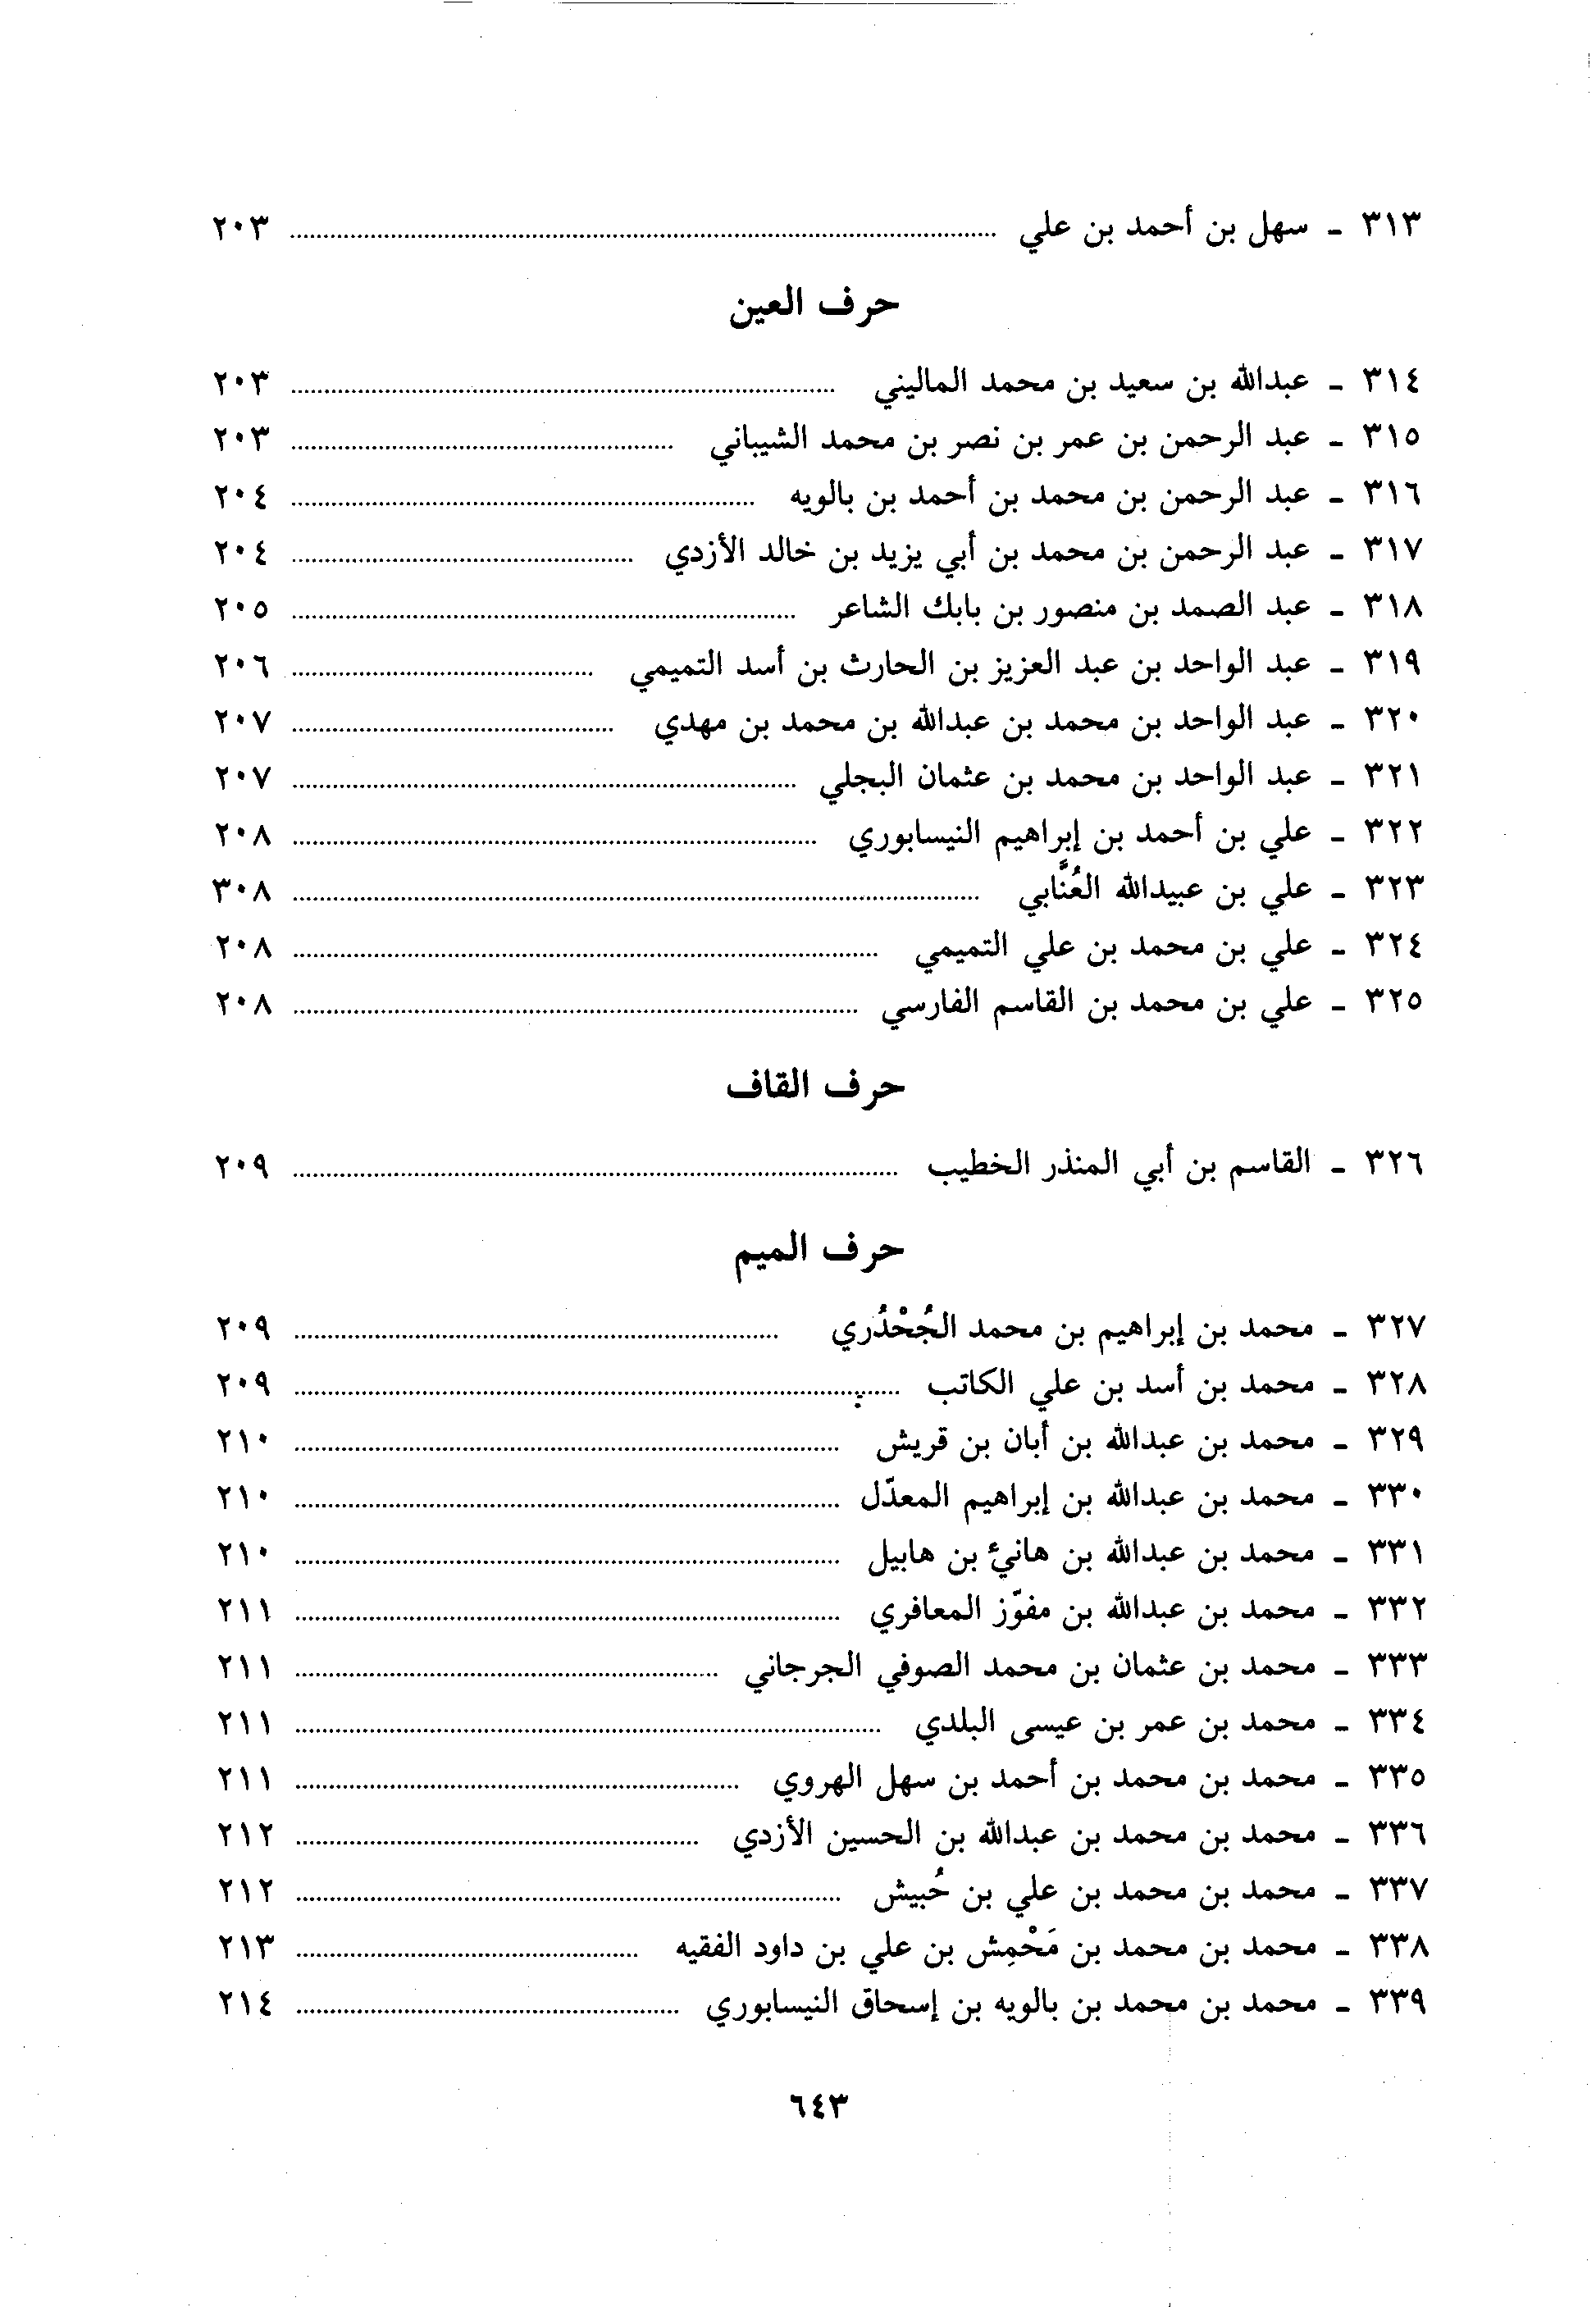 ٣١٣ - سهل بن أحمد بن علي ........ ٢٠٣
حرف العين
٣١٤ - عبدالله بن سعيد بن محمد الماليني ........ ٢٠٣
٣١٥ - عبد الرحمن بن عمر بن نصر بن محمد الشيباني ........ ٢٠٣
٣١٦ - عبد الرحمن بن محمد بن أحمد بن بالويه ........ ٢٠٤
٣١٧ - عبد الرحمن بن محمد بن أبي يزيد بن خالد الأزدي ........ ٢٠٤
٣١٨ - عبد الصمد بن منصور بن بابك الشاعر ........ ٢٠٥
٣١٩ - عبد الواحد بن عبد العزيز بن الحارث بن أسد التميمي ........ ٢٠٦
٣٢٠ - عبد الواحد بن محمد بن عبدالله بن محمد بن مهدي ........ ٢٠٧
٣٢١ - عبد الواحد بن محمد بن عثمان البجلي ........ ٢٠٧
٣٢٢ - علي بن أحمد بن إبراهيم النيسابوري ........ ٢٠٨
٣٢٣ - علي بن عبيدالله العُنَّابي ........ ٣٠٨
٣٢٤ - علي بن محمد بن علي التميمي ........ ٢٠٨
٣٢٥ - علي بن محمد بن القاسم الفارسي ........ ٢٠٨
حرف القاف
٣٢٦ - القاسم بن أبي المنذر الخطيب ........ ٢٠٩
حرف الميم
٣٢٧ - محمد بن إبراهيم بن محمد الجُحْدُري ........ ٢٠٩
٣٢٨ - محمد بن أسد بن علي الكاتب ........ ٢٠٩
٣٢٩ - محمد بن عبدالله بن أبان بن قريش ........ ٢١٠
٣٣٠ - محمد بن عبدالله بن إبراهيم المعدّل ........ ٢١٠
٣٣١ - محمد بن عبدالله بن هانئ بن هابيل ........ ٢١٠
٣٣٢ - محمد بن عبدالله بن مفوّز المعافري ........ ٢١١
٣٣٣ - محمد بن عثمان بن محمد الصوفي الجرجاني ........ ٢١١
٣٣٤ - محمد بن عمر بن عيسى البلدي ........ ٢١١
٣٣٥ - محمد بن محمد بن أحمد بن سهل الهروي ........ ٢١١
٣٣٦ - محمد بن محمد بن عبدالله بن الحسين الأزدي ........ ٢١٢
٣٣٧ - محمد بن محمد بن علي بن حُبيش ........ ٢١٢
٣٣٨ - محمد بن محمد بن مَحْمِش بن علي بن داود الفقيه ........ ٢١٣
٣٣٩ - محمد بن محمد بن بالويه بن إسحاق النيسابوري ........ ٢١٤
٦٤٣